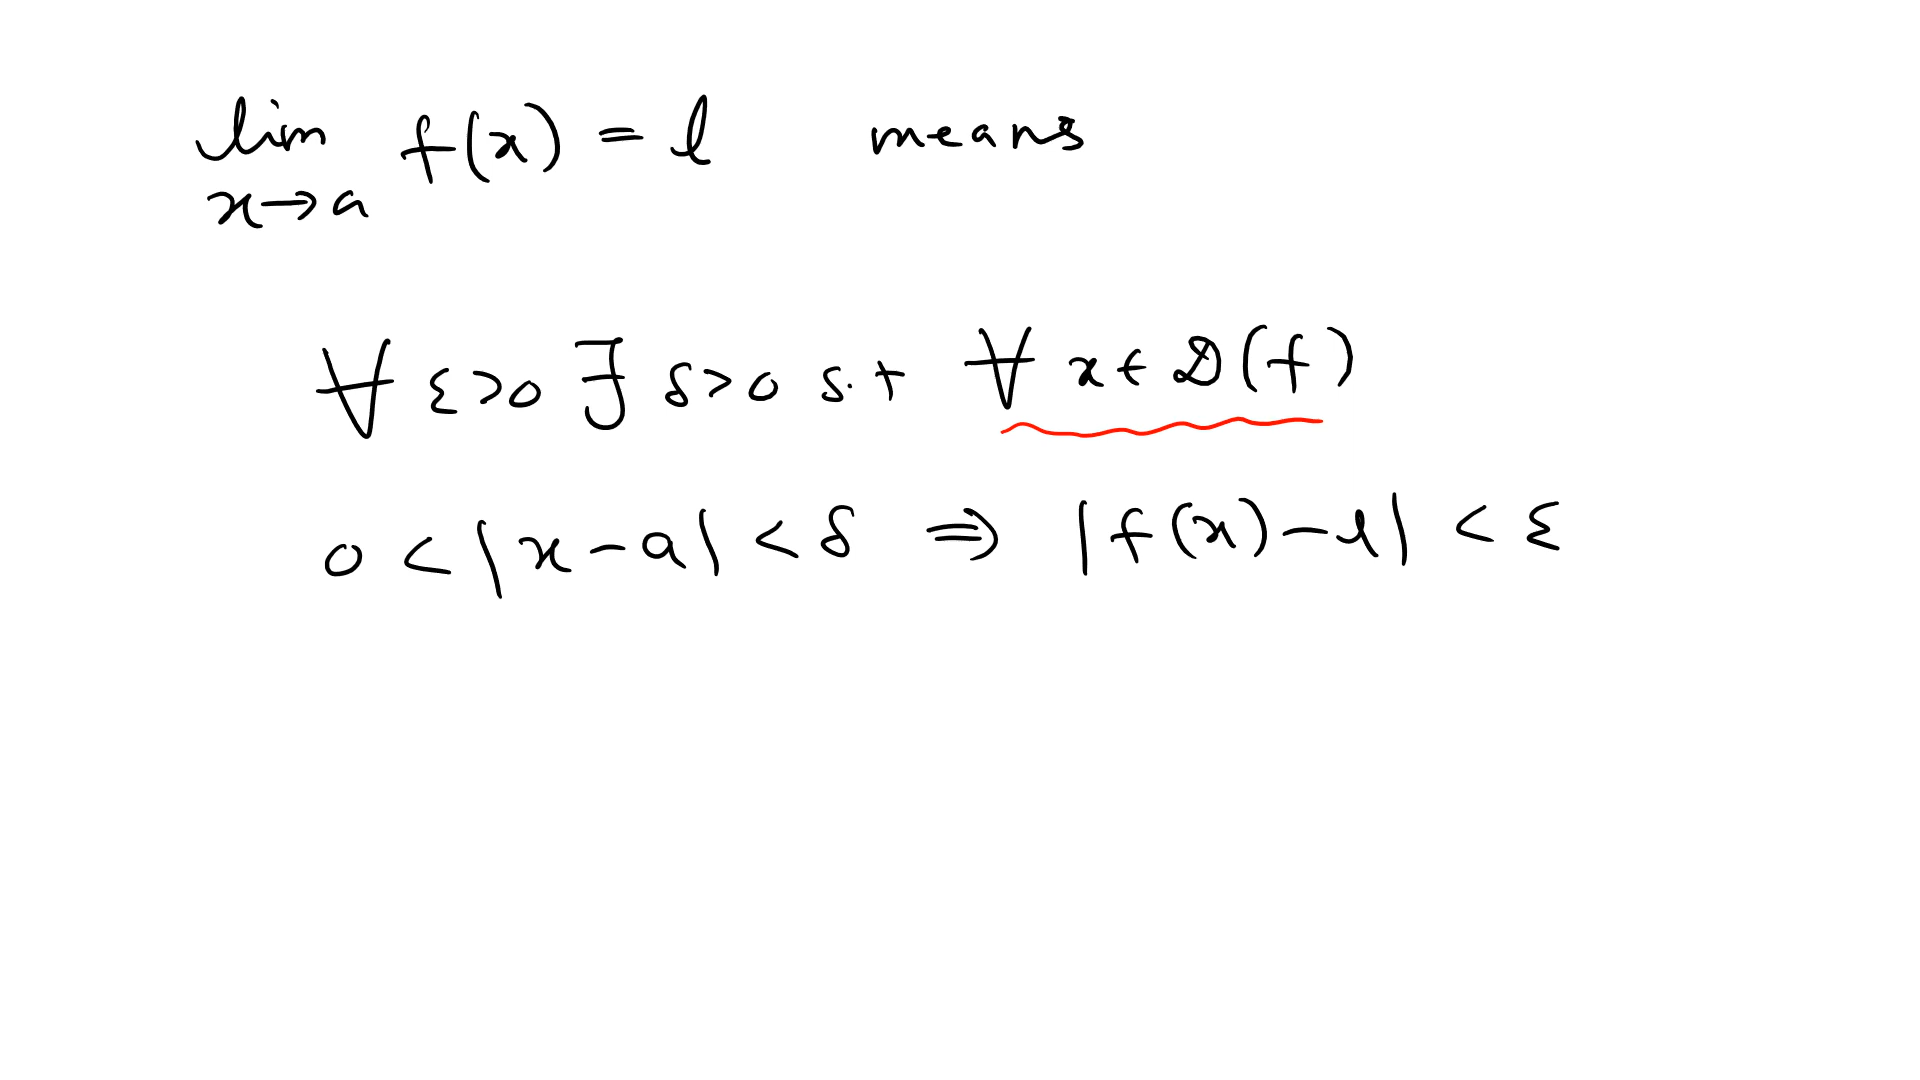 lim f(x) = l means
x→a
∀ ε>0 ∃ δ>0 s.t ∀ x ∈ D(f)
0 < |x - a| < δ ⇒ |f(x) - l| < ε